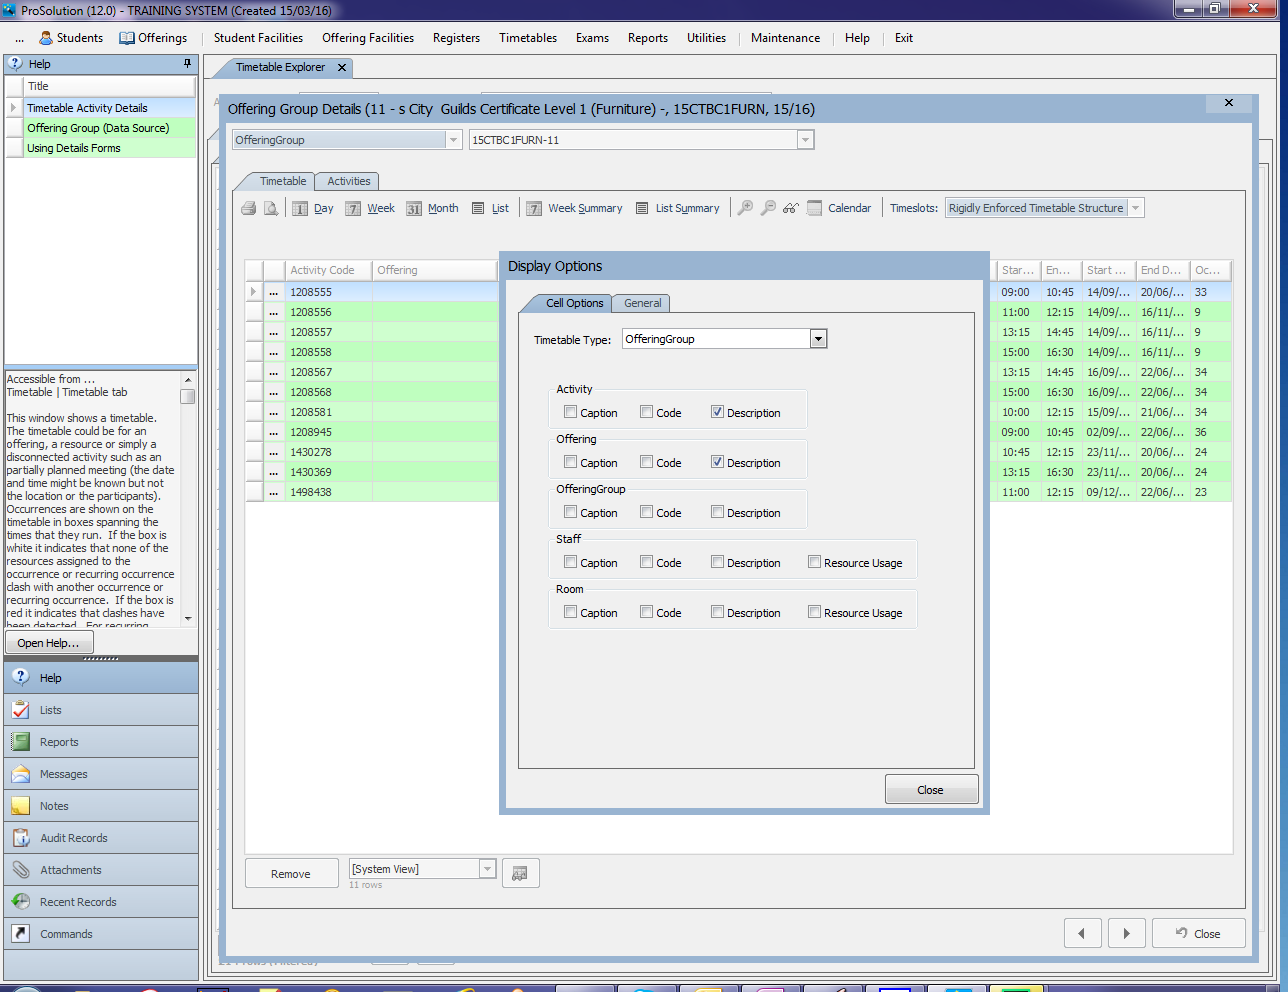 ProSolution (12.0) - TRAINING SYSTEM (Created 15/03/16)
... Students Offerings Student Facilities Offering Facilities Registers Timetables Exams Reports Utilities Maintenance Help Exit
Help
Title
Timetable Activity Details
Offering Group (Data Source)
Using Details Forms
Accessible from ...
Timetable | Timetable tab
This window shows a timetable.
The timetable could be for an
offering, a resource or simply a
disconnected activity such as an
partially planned meeting (the date
and time might be known but not
the location or the participants).
Occurrences are shown on the
timetable in boxes spanning the
times that they run. If the box is
white it indicates that none of the
resources assigned to the
occurrence or recurring occurrence
clash with another occurrence or
recurring occurrence. If the box is
red it indicates that clashes have
been detected. For recurring
Open Help...
Help
Lists
Reports
Messages
Notes
Audit Records
Attachments
Recent Records
Commands
Timetable Explorer
Offering Group Details (11 - s City Guilds Certificate Level 1 (Furniture) -, 15CTBC1FURN, 15/16)
OfferingGroup 15CTBC1FURN-11
Timetable Activities
1 Day 7 Week 31 Month List 7 Week Summary List Summary Calendar Timeslots: Rigidly Enforced Timetable Structure
Activity Code Offering Star... En... Start ... End D... Oc...
... 1208555 09:00 10:45 14/09/... 20/06/... 33
... 1208556 11:00 12:15 14/09/... 16/11/... 9
... 1208557 13:15 14:45 14/09/... 16/11/... 9
... 1208558 15:00 16:30 14/09/... 16/11/... 9
... 1208567 13:15 14:45 16/09/... 22/06/... 34
... 1208568 15:00 16:30 16/09/... 22/06/... 34
... 1208581 10:00 12:15 15/09/... 21/06/... 34
... 1208945 09:00 10:45 02/09/... 22/06/... 36
... 1430278 10:45 12:15 23/11/... 20/06/... 24
... 1430369 13:15 16:30 23/11/... 20/06/... 24
... 1498438 11:00 12:15 09/12/... 22/06/... 23
Display Options
Cell Options General
Timetable Type: OfferingGroup
Activity
Caption Code Description
Offering
Caption Code Description
OfferingGroup
Caption Code Description
Staff
Caption Code Description Resource Usage
Room
Caption Code Description Resource Usage
Close
Remove [System View]
11 rows
Close